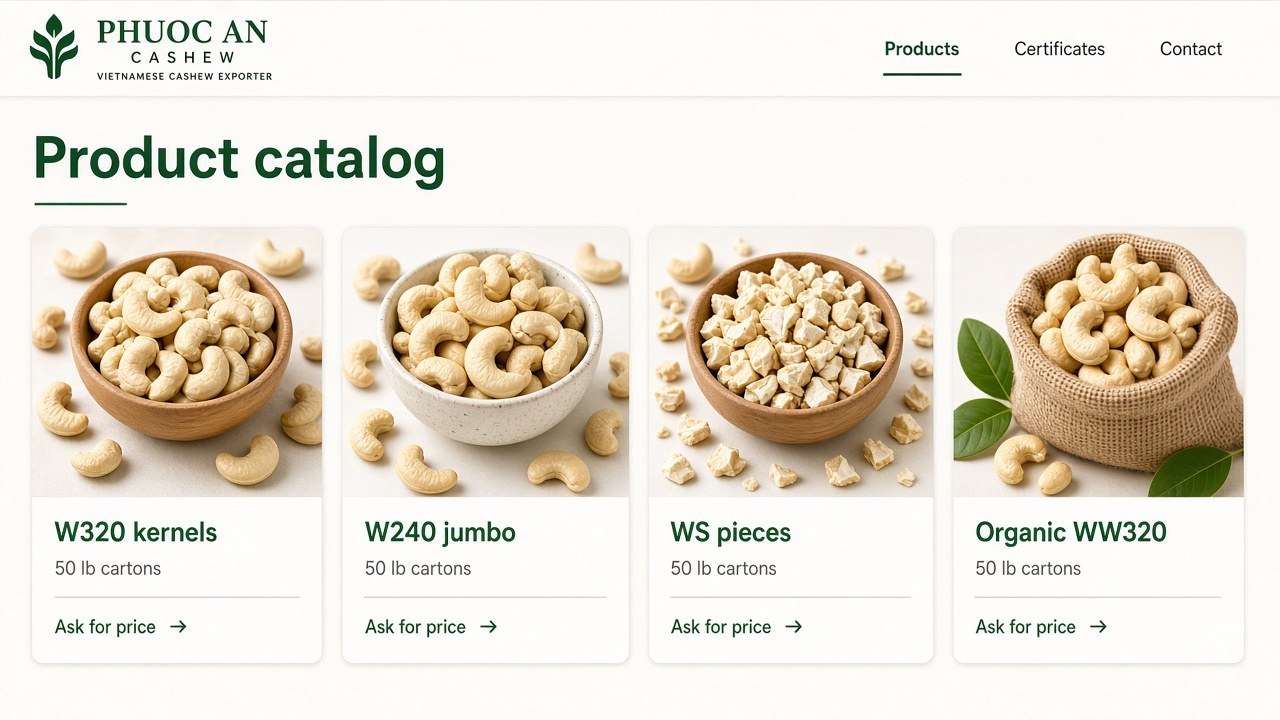 PHUOC AN
CASHEW
VIETNAMESE CASHEW EXPORTER
Products
Certificates
Contact
Product catalog
W320 kernels
50 lb cartons
Ask for price →
W240 jumbo
50 lb cartons
Ask for price →
WS pieces
50 lb cartons
Ask for price →
Organic WW320
50 lb cartons
Ask for price →